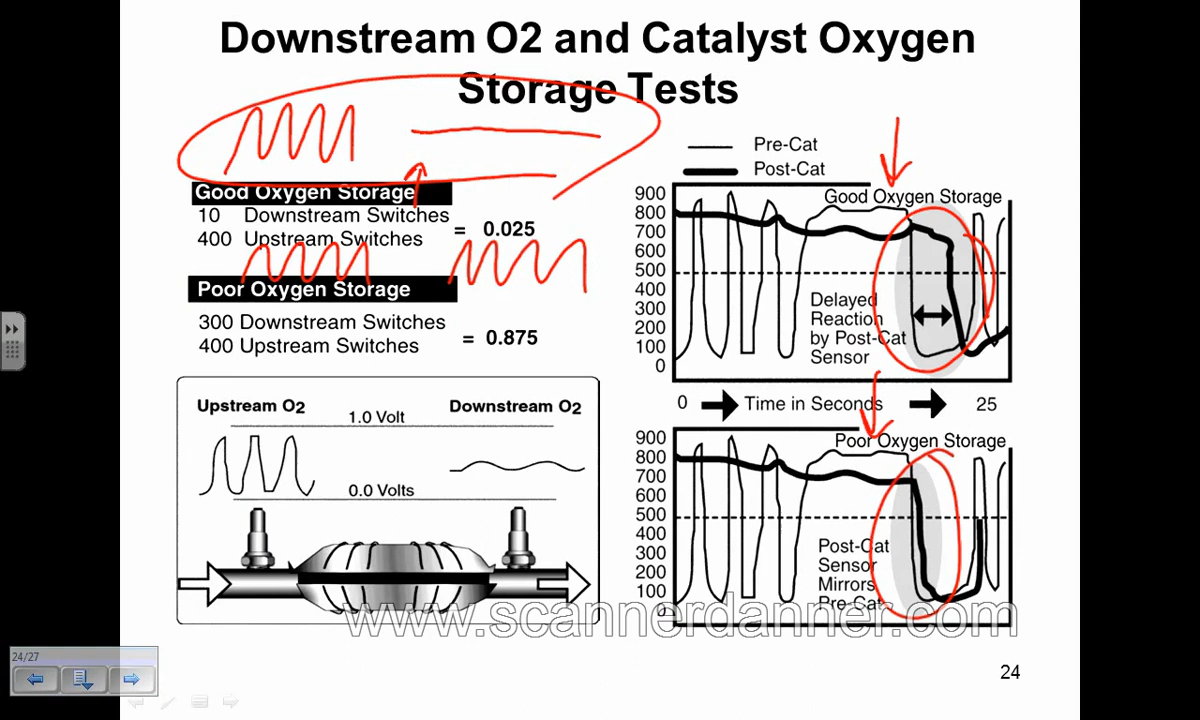 Downstream O2 and Catalyst Oxygen
Storage Tests
Good Oxygen Storage
10 Downstream Switches
400 Upstream Switches
= 0.025
Poor Oxygen Storage
300 Downstream Switches
400 Upstream Switches
= 0.875
Upstream O2
1.0 Volt
Downstream O2
0.0 Volts
Pre-Cat
Post-Cat
900
800
700
600
500
400
300
200
100
0
Good Oxygen Storage
Delayed
Reaction
by Post-Cat
Sensor
0
Time in Seconds
25
900
800
700
600
500
400
300
200
100
Poor Oxygen Storage
Post-Cat
Sensor
Mirrors
Pre-Cat
www.scannerdanner.com
24/27
24